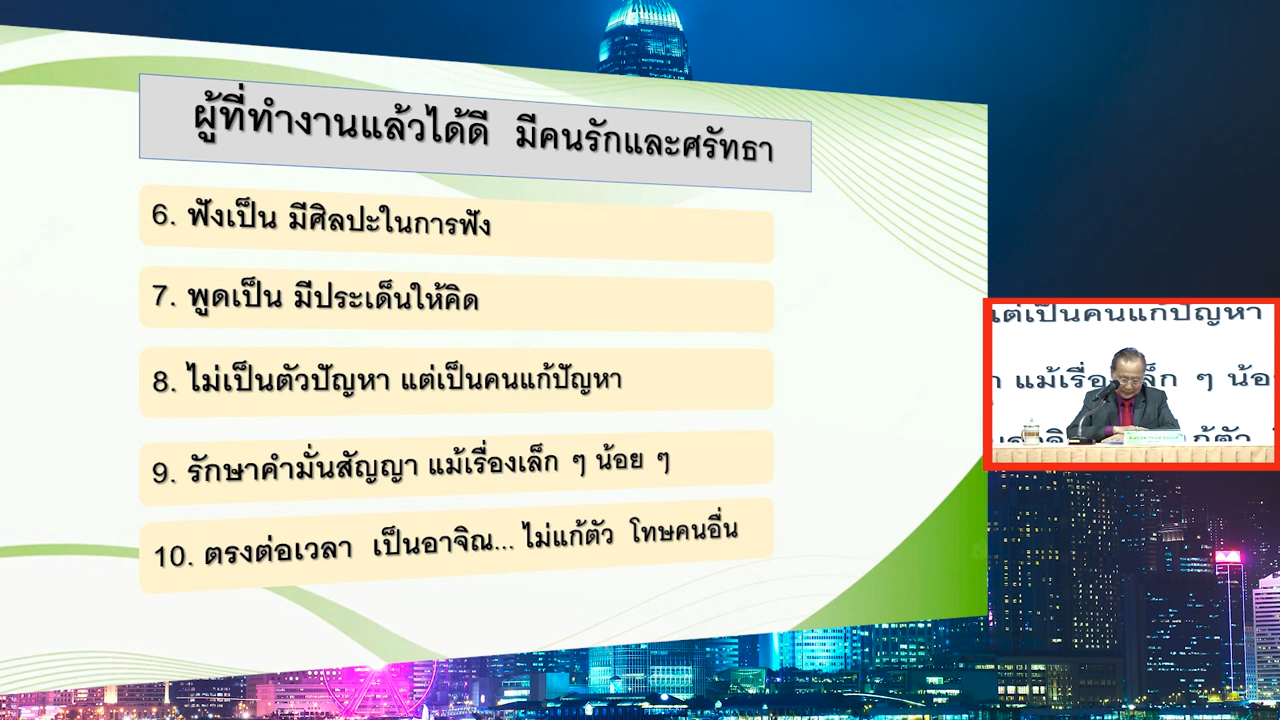 ผู้ที่ทำงานแล้วได้ดี มีคนรักและศรัทธา
6. ฟังเป็น มีศิลปะในการฟัง
7. พูดเป็น มีประเด็นให้คิด
8. ไม่เป็นตัวปัญหา แต่เป็นคนแก้ปัญหา
9. รักษาคำมั่นสัญญา แม้เรื่องเล็ก ๆ น้อย ๆ
10. ตรงต่อเวลา เป็นอาจิณ... ไม่แก้ตัว โทษคนอื่น
แต่เป็นคนแก้ปัญหา
แม้เรื่องเล็ก ๆ น้อ